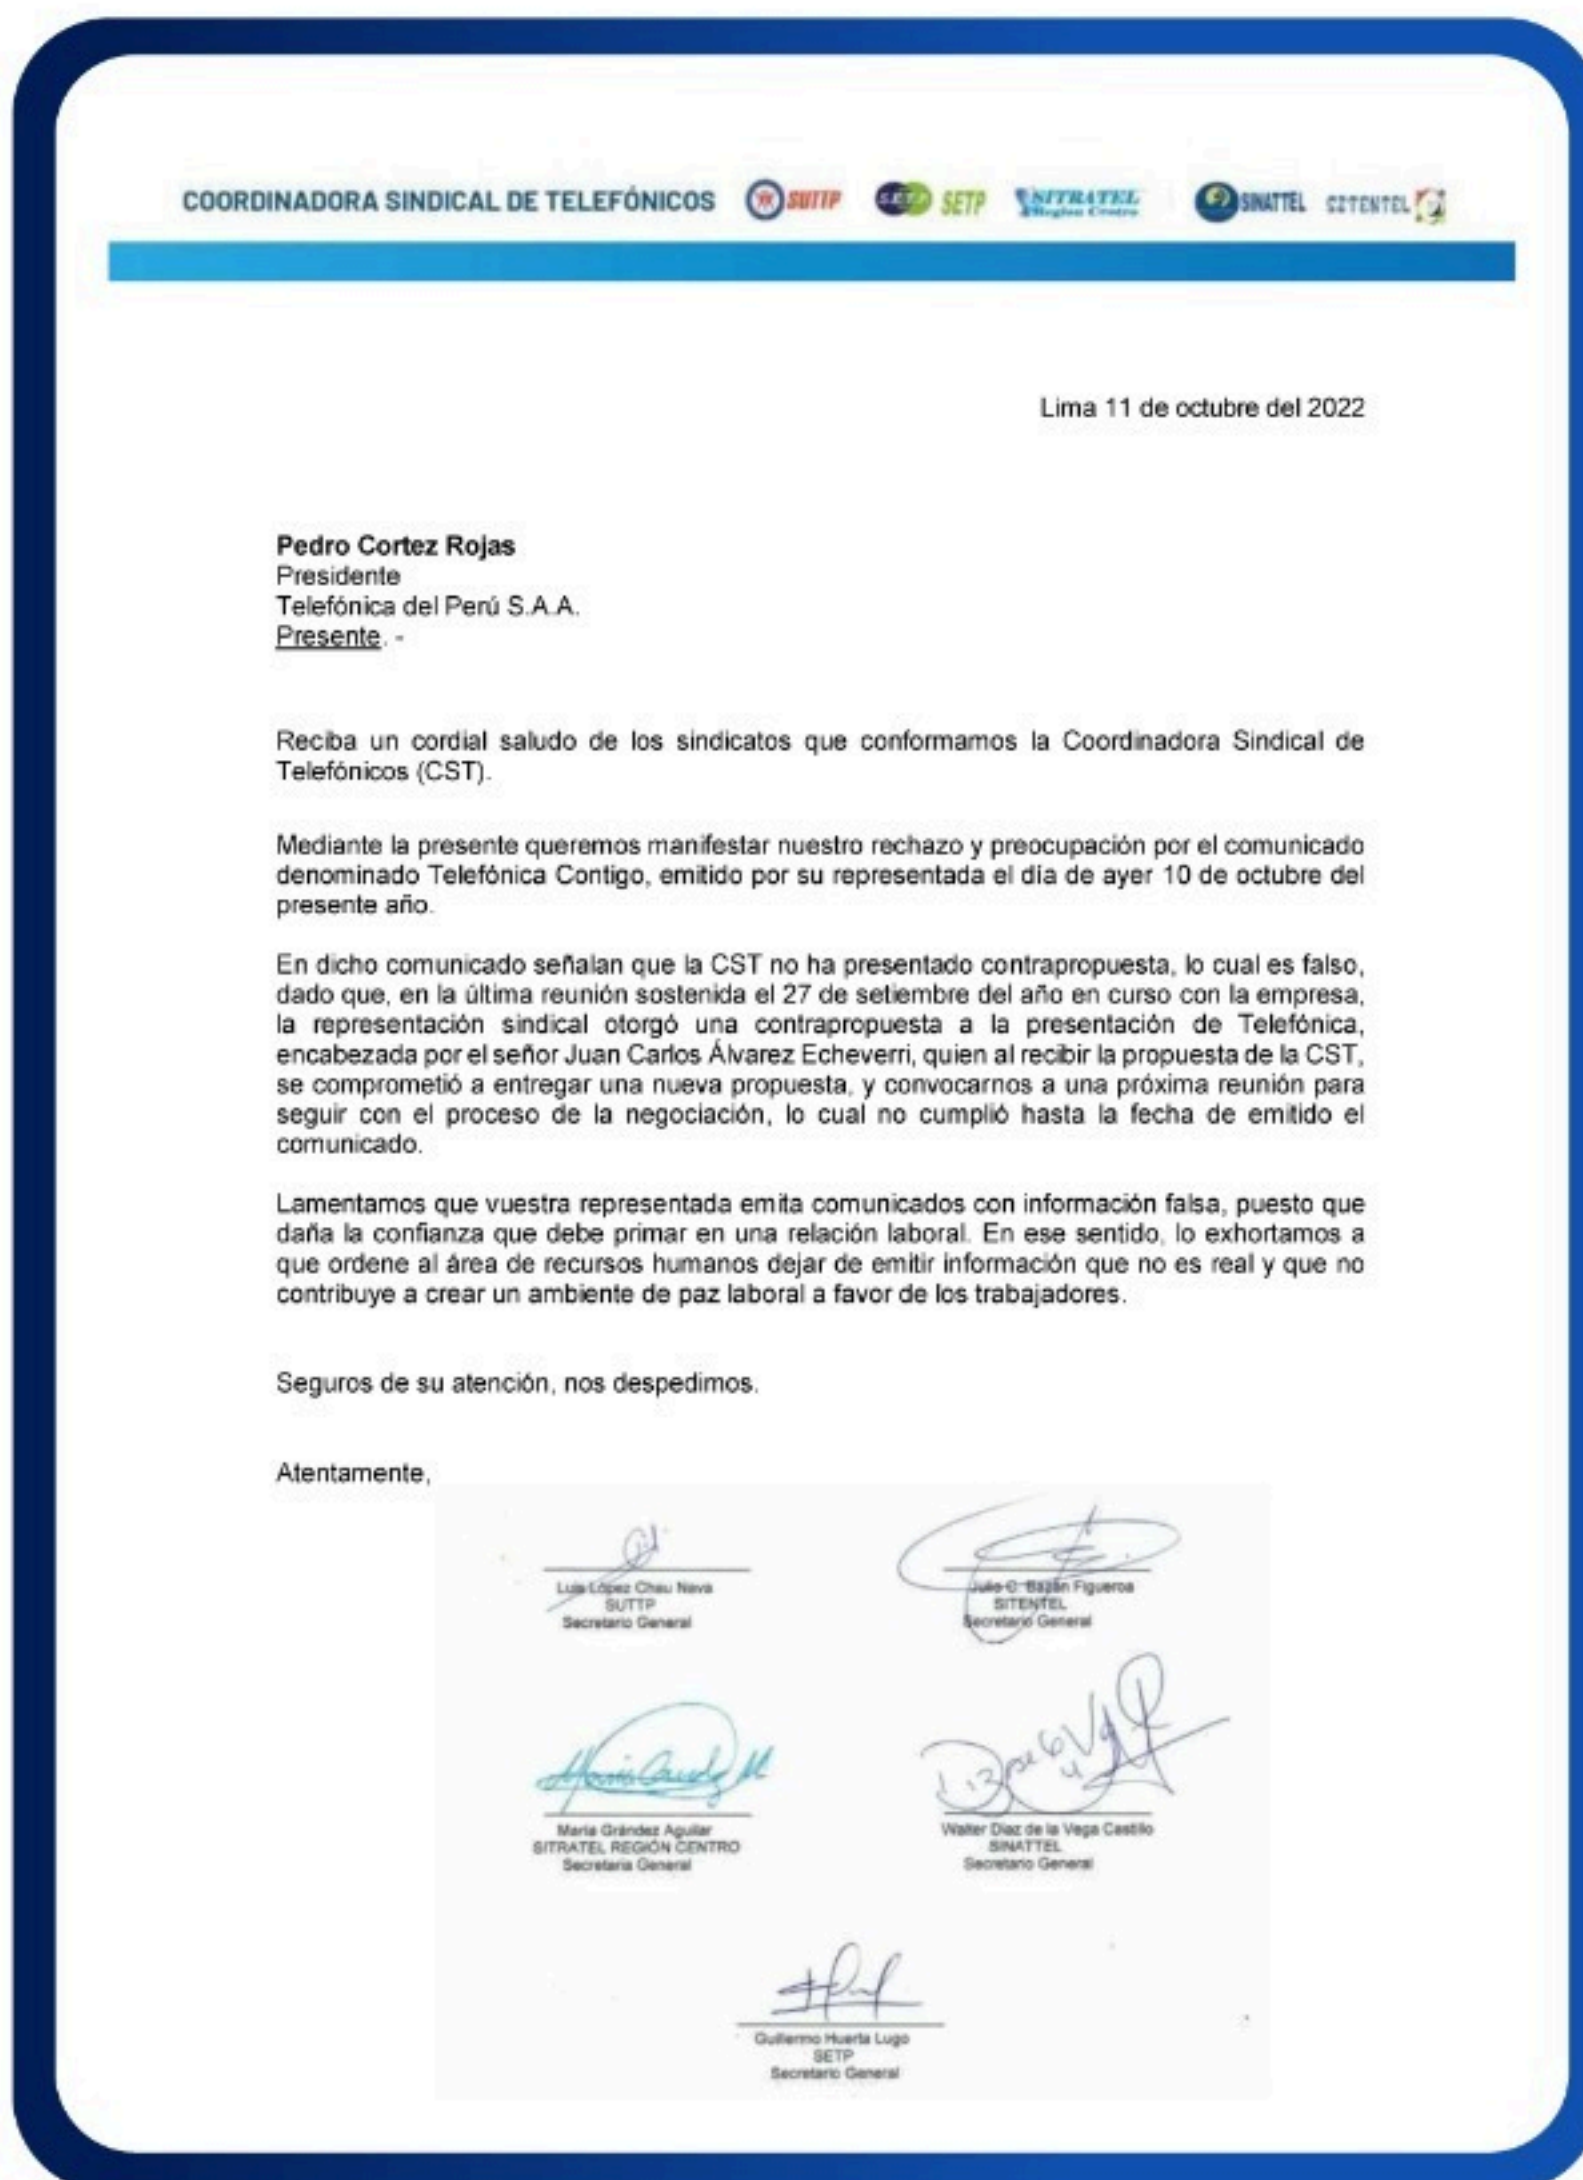 COORDINADORA SINDICAL DE TELEFÓNICOS SUTTP SETP SETP SITRATEL SINATTEL SITENTEL
Región Centro
Lima 11 de octubre del 2022
Pedro Cortez Rojas
Presidente
Telefónica del Perú S.A.A.
Presente. -
Reciba un cordial saludo de los sindicatos que conformamos la Coordinadora Sindical de
Telefónicos (CST).
Mediante la presente queremos manifestar nuestro rechazo y preocupación por el comunicado
denominado Telefónica Contigo, emitido por su representada el día de ayer 10 de octubre del
presente año.
En dicho comunicado señalan que la CST no ha presentado contrapropuesta, lo cual es falso,
dado que, en la última reunión sostenida el 27 de setiembre del año en curso con la empresa,
la representación sindical otorgó una contrapropuesta a la presentación de Telefónica,
encabezada por el señor Juan Carlos Álvarez Echeverri, quien al recibir la propuesta de la CST,
se comprometió a entregar una nueva propuesta, y convocarnos a una próxima reunión para
seguir con el proceso de la negociación, lo cual no cumplió hasta la fecha de emitido el
comunicado.
Lamentamos que vuestra representada emita comunicados con información falsa, puesto que
daña la confianza que debe primar en una relación laboral. En ese sentido, lo exhortamos a
que ordene al área de recursos humanos dejar de emitir información que no es real y que no
contribuye a crear un ambiente de paz laboral a favor de los trabajadores.
Seguros de su atención, nos despedimos.
Atentamente,
Luis López Chau Nava
SUTTP
Secretario General
Julio C. Bazán Figueroa
SITENTEL
Secretario General
María Grández Aguilar
SITRATEL REGIÓN CENTRO
Secretaria General
Walter Diaz de la Vega Castillo
SINATTEL
Secretario General
Guillermo Huerta Lugo
SETP
Secretario General